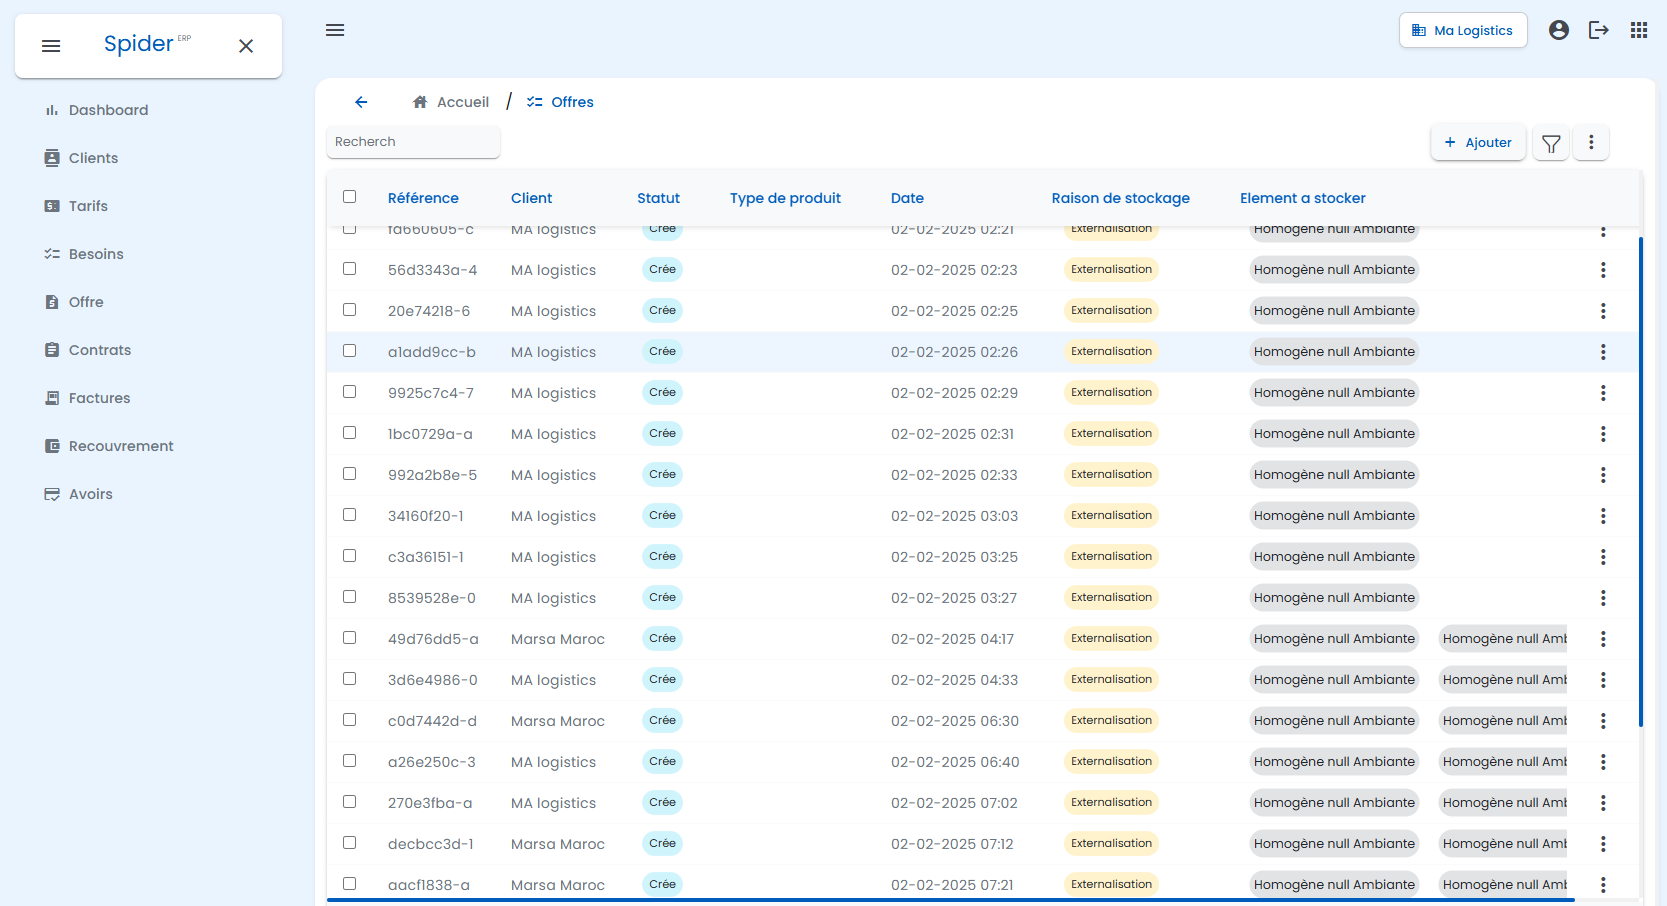 Spider ERP
Ma Logistics
Dashboard
Clients
Tarifs
Besoins
Offre
Contrats
Factures
Recouvrement
Avoirs
Accueil / Offres
Recherch
+ Ajouter
Référence Client Statut Type de produit Date Raison de stockage Element a stocker
fa660605-c MA logistics Crée 02-02-2025 02:21 Externalisation Homogène null Ambiante
56d3343a-4 MA logistics Crée 02-02-2025 02:23 Externalisation Homogène null Ambiante
20e74218-6 MA logistics Crée 02-02-2025 02:25 Externalisation Homogène null Ambiante
a1add9cc-b MA logistics Crée 02-02-2025 02:26 Externalisation Homogène null Ambiante
9925c7c4-7 MA logistics Crée 02-02-2025 02:29 Externalisation Homogène null Ambiante
1bc0729a-a MA logistics Crée 02-02-2025 02:31 Externalisation Homogène null Ambiante
992a2b8e-5 MA logistics Crée 02-02-2025 02:33 Externalisation Homogène null Ambiante
34160f20-1 MA logistics Crée 02-02-2025 03:03 Externalisation Homogène null Ambiante
c3a36151-1 MA logistics Crée 02-02-2025 03:25 Externalisation Homogène null Ambiante
8539528e-0 MA logistics Crée 02-02-2025 03:27 Externalisation Homogène null Ambiante
49d76dd5-a Marsa Maroc Crée 02-02-2025 04:17 Externalisation Homogène null Ambiante Homogène null Amb
3d6e4986-0 MA logistics Crée 02-02-2025 04:33 Externalisation Homogène null Ambiante Homogène null Amb
c0d7442d-d Marsa Maroc Crée 02-02-2025 06:30 Externalisation Homogène null Ambiante Homogène null Amb
a26e250c-3 MA logistics Crée 02-02-2025 06:40 Externalisation Homogène null Ambiante Homogène null Amb
270e3fba-a MA logistics Crée 02-02-2025 07:02 Externalisation Homogène null Ambiante Homogène null Amb
decbcc3d-1 Marsa Maroc Crée 02-02-2025 07:12 Externalisation Homogène null Ambiante Homogène null Amb
aacf1838-a Marsa Maroc Crée 02-02-2025 07:21 Externalisation Homogène null Ambiante Homogène null Amb